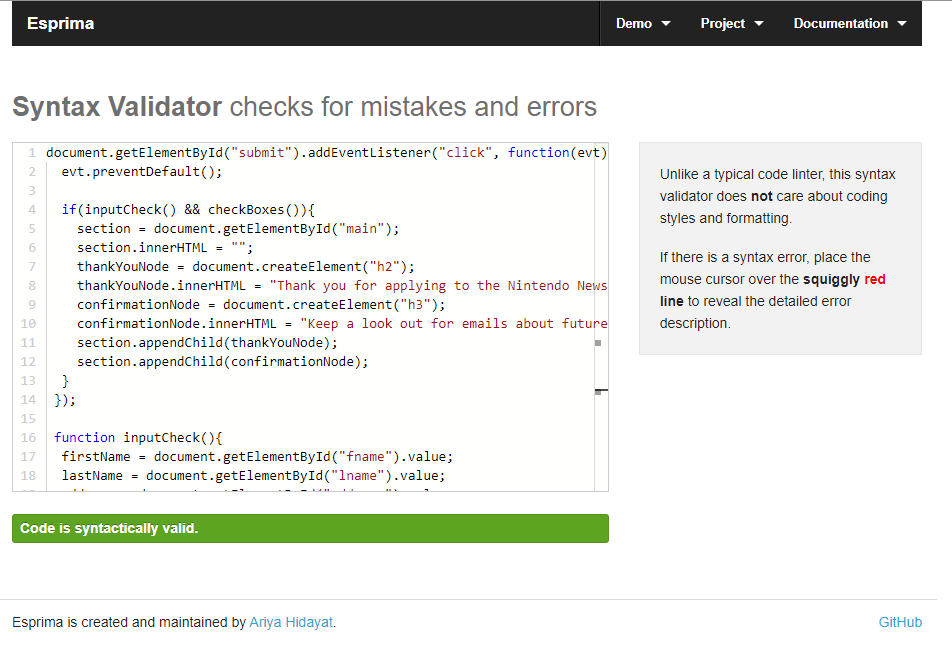 Esprima
Demo Project Documentation
Syntax Validator checks for mistakes and errors
1 document.getElementById("submit").addEventListener("click", function(evt)
2 evt.preventDefault();
3
4 if(inputCheck() && checkBoxes()){
5 section = document.getElementById("main");
6 section.innerHTML = "";
7 thankYouNode = document.createElement("h2");
8 thankYouNode.innerHTML = "Thank you for applying to the Nintendo News
9 confirmationNode = document.createElement("h3");
10 confirmationNode.innerHTML = "Keep a look out for emails about future
11 section.appendChild(thankYouNode);
12 section.appendChild(confirmationNode);
13 }
14 });
15
16 function inputCheck(){
17 firstName = document.getElementById("fname").value;
18 lastName = document.getElementById("lname").value;
Code is syntactically valid.
Unlike a typical code linter, this syntax
validator does not care about coding
styles and formatting.
If there is a syntax error, place the
mouse cursor over the squiggly red
line to reveal the detailed error
description.
Esprima is created and maintained by Ariya Hidayat.
GitHub